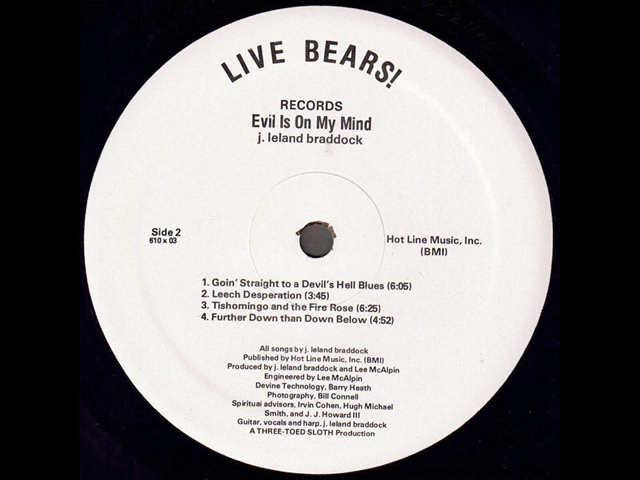 LIVE BEARS!
RECORDS
Evil Is On My Mind
j. leland braddock
Side 2
610 x 03
Hot Line Music, Inc.
(BMI)
1. Goin' Straight to a Devil's Hell Blues (6:05)
2. Leech Desperation (3:45)
3. Tishomingo and the Fire Rose (6:25)
4. Further Down than Down Below (4:52)
All songs by j. leland braddock
Published by Hot Line Music, Inc. (BMI)
Produced by j. leland braddock and Lee McAlpin
Engineered by Lee McAlpin
Devine Technology, Barry Heath
Photography, Bill Connell
Spirituai advisors, Irvin Cohen, Hugh Michael
Smith, and J. J. Howard III
Guitar, vocals and harp, j. leland braddock
A THREE-TOED SLOTH Production